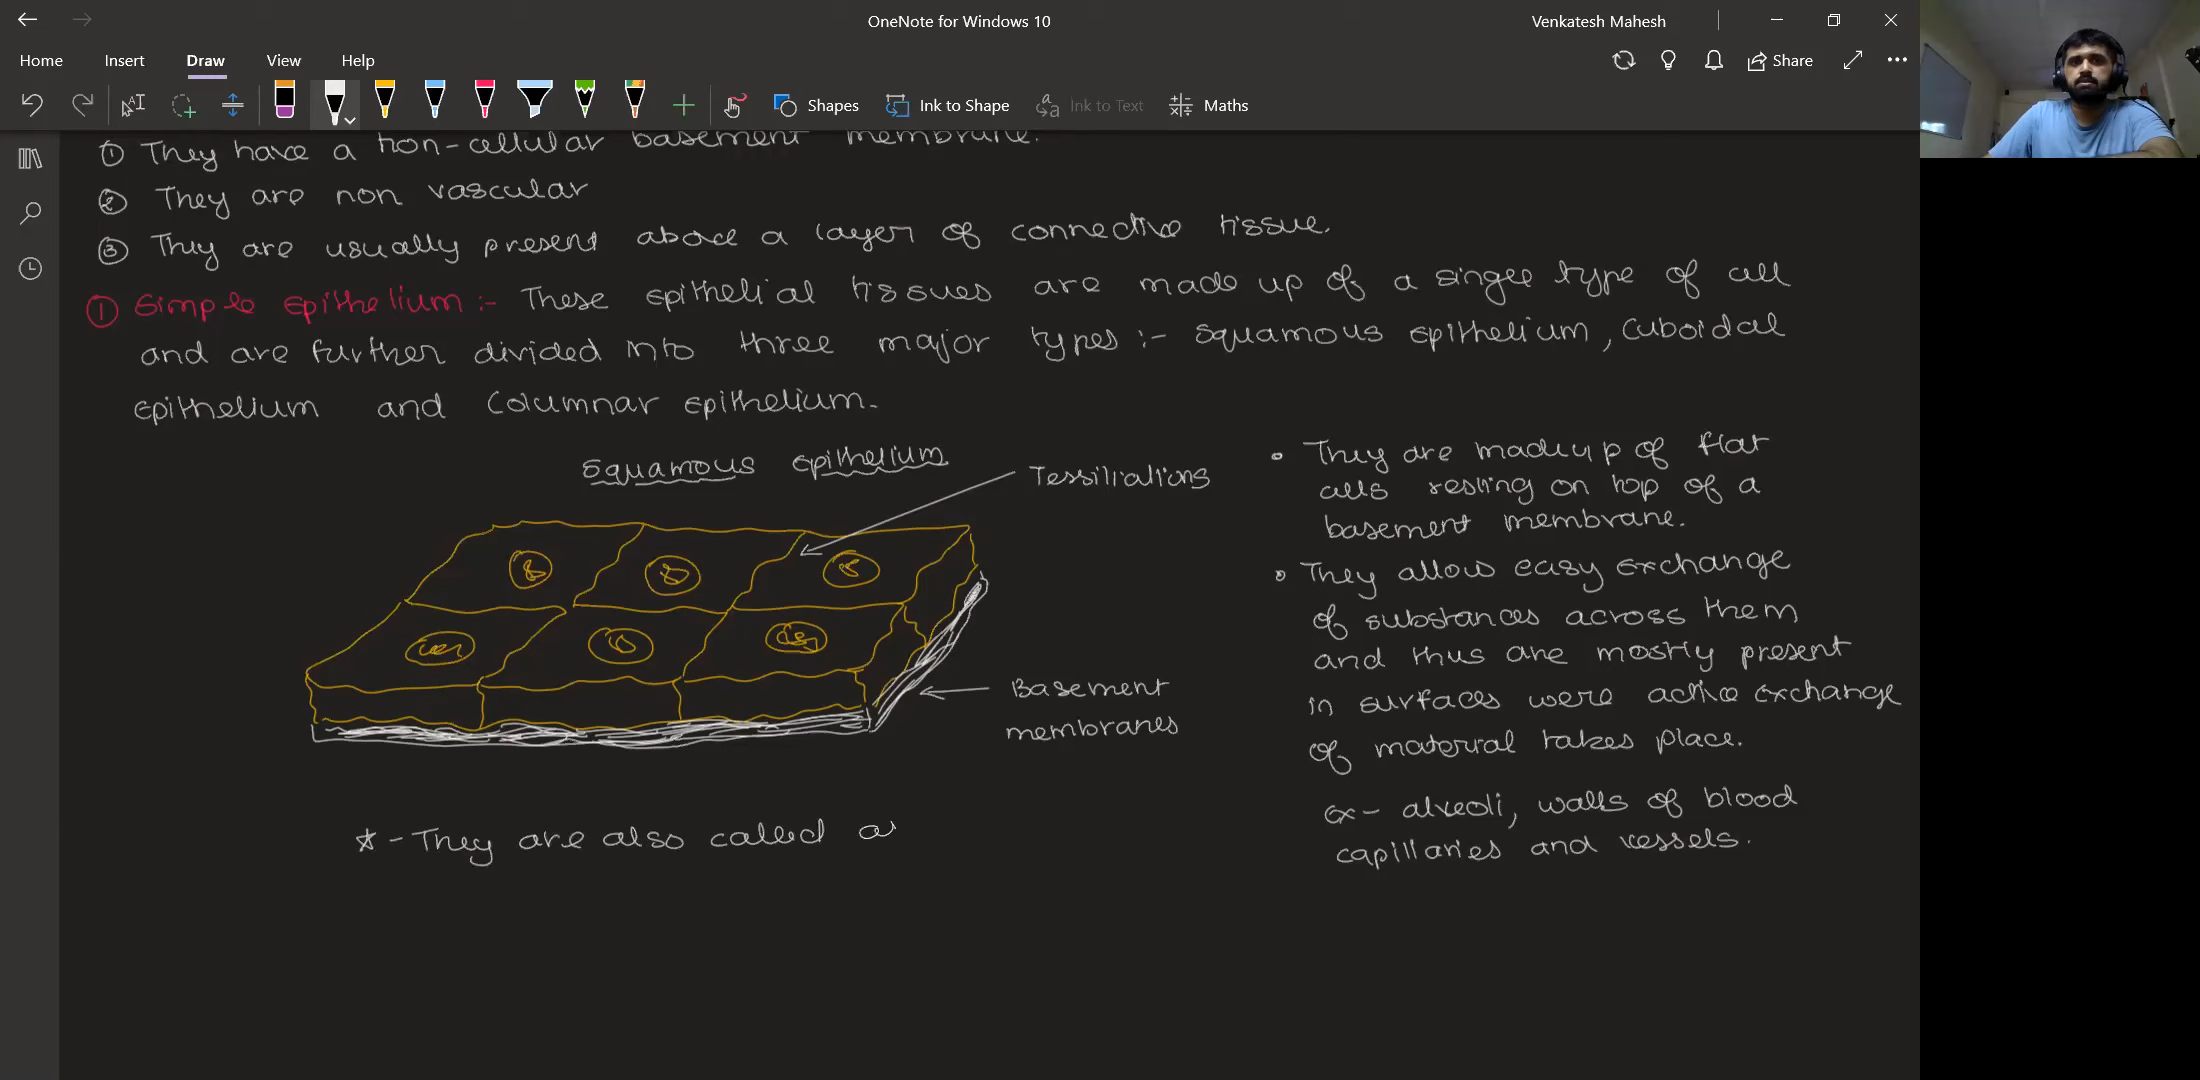 OneNote for Windows 10
Venkatesh Mahesh
Home Insert Draw View Help
Share
Shapes Ink to Shape Ink to Text Maths
① They have a non-cellular basement membrane.
② They are non vascular
③ They are usually present above a layer of connective tissue.
① Simple Epithelium :- These epithelial tissues are made up of a single type of cell
and are further divided into three major types :- squamous epithelium, cuboidal
epithelium and columnar epithelium.
Squamous Epithelium
Tessiliations
Basement
membranes
* - They are also called as
• They are made up of flat
cells resting on top of a
basement membrane.
• They allow easy exchange
of substances across them
and thus are mostly present
in surfaces were active exchange
of material takes place.
ex- alveoli, walls of blood
capillaries and vessels.